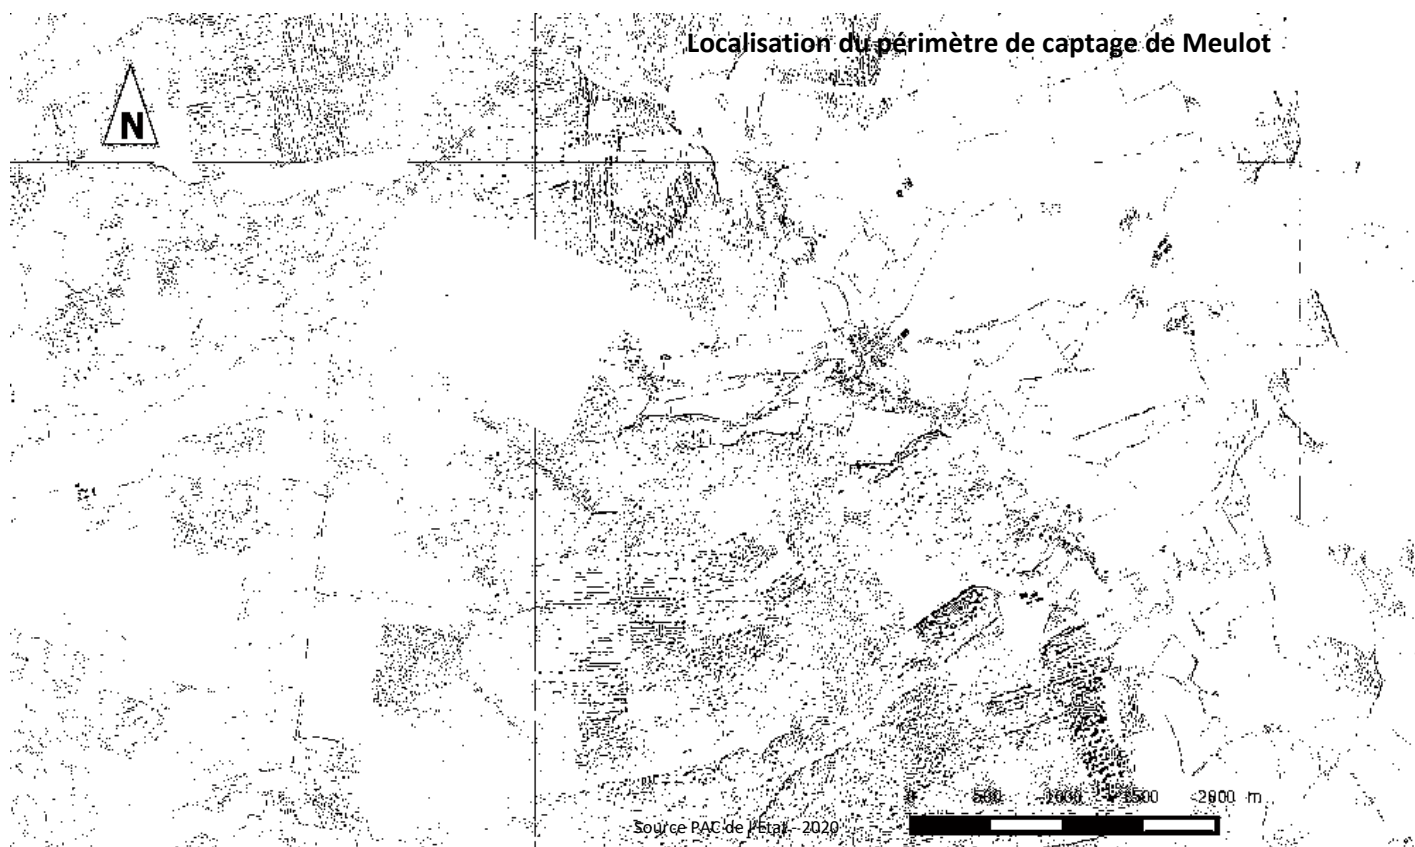 Localisation du périmètre de captage de Meulot
N
0 500 1000 1500 2000 m
Source PAC de l'Etat - 2020